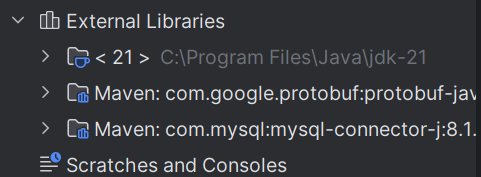 External Libraries
< 21 > C:\Program Files\Java\jdk-21
Maven: com.google.protobuf:protobuf-jav
Maven: com.mysql:mysql-connector-j:8.1.
Scratches and Consoles